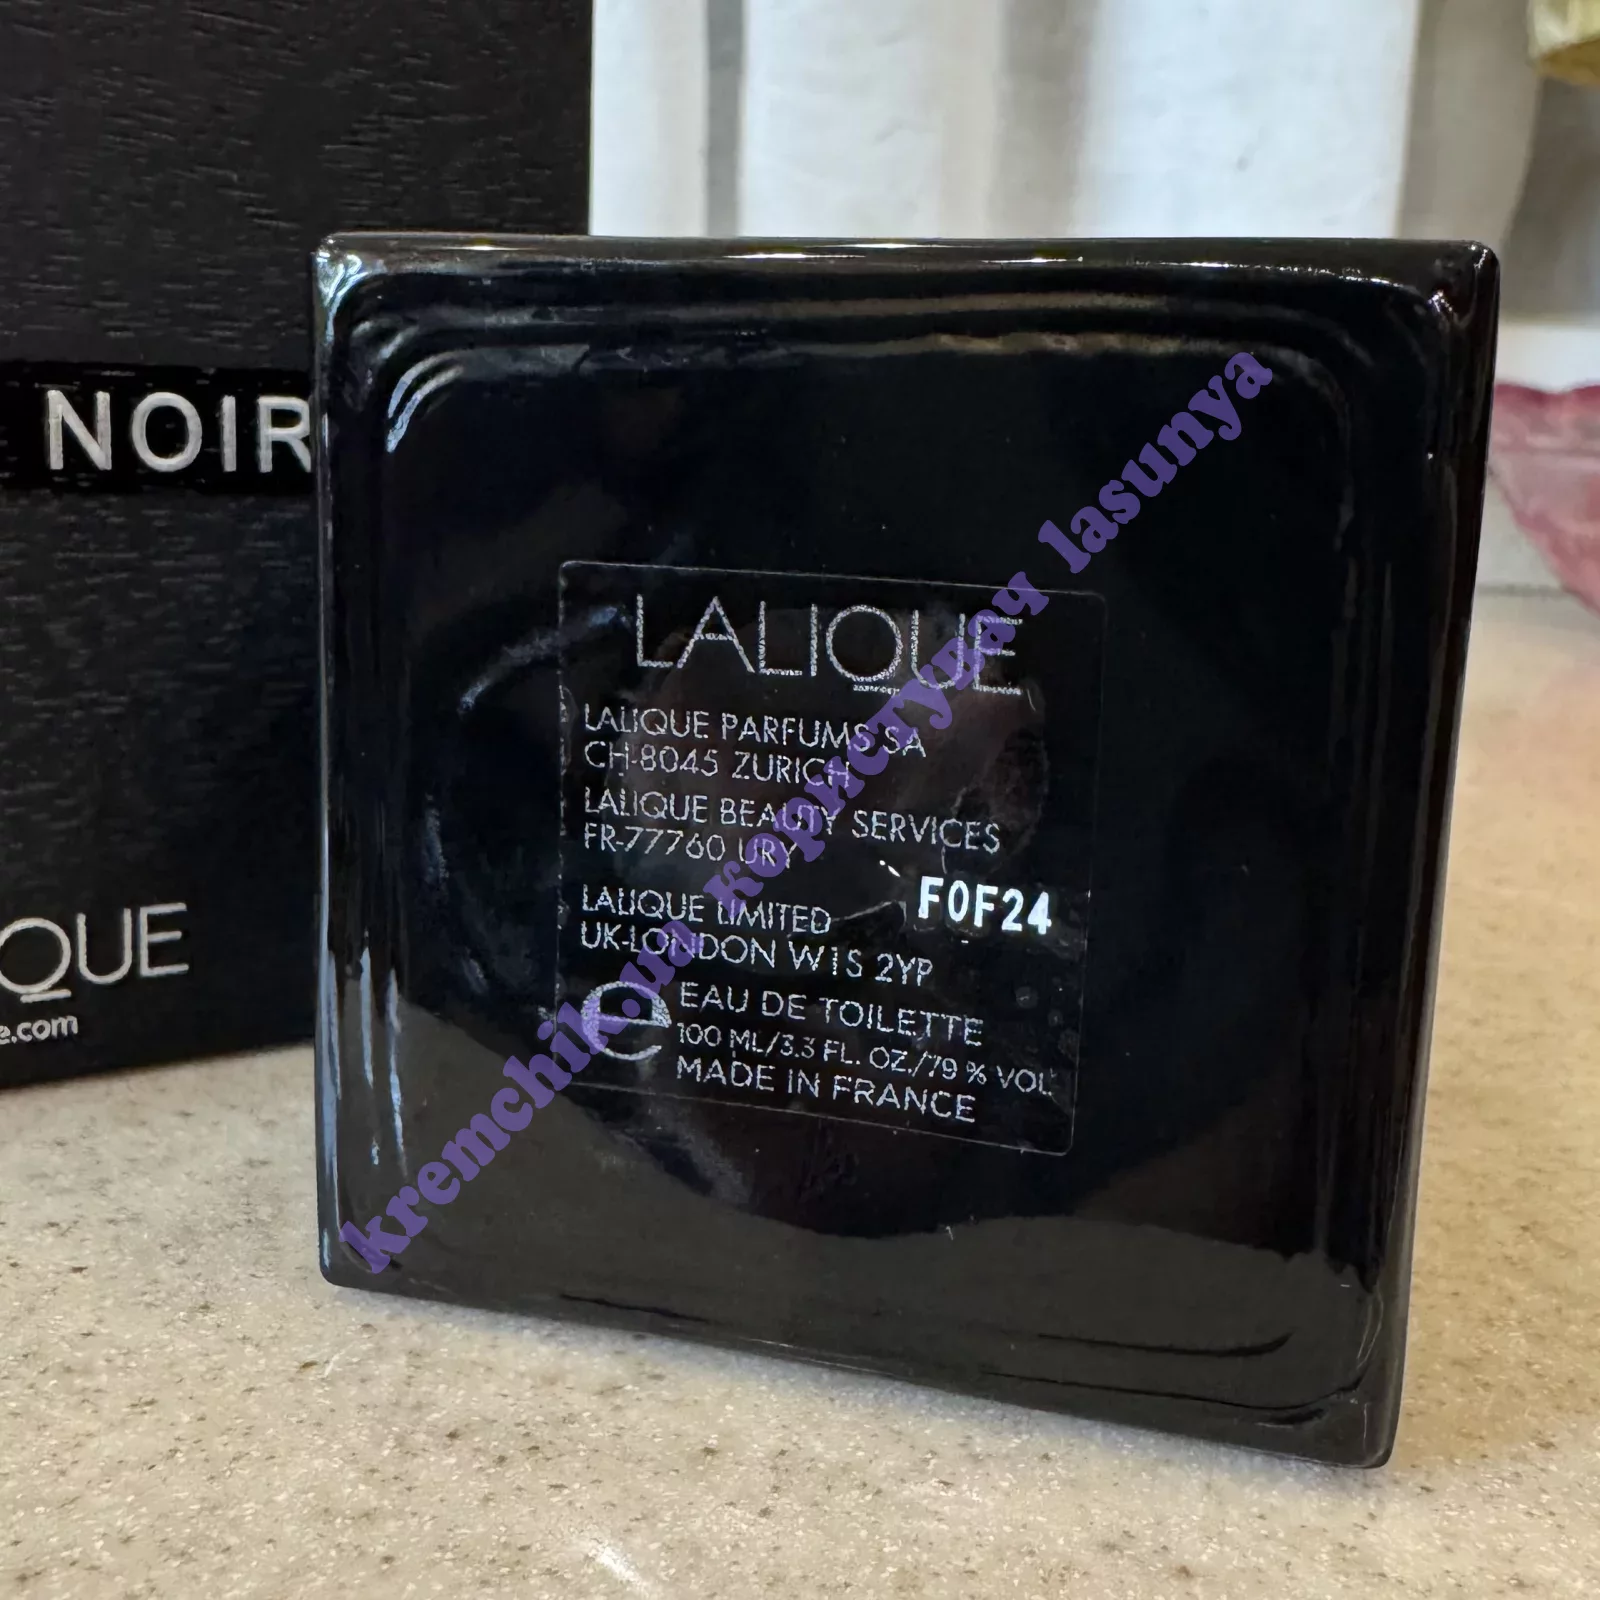 NOIR
QUE
e.com
LALIQUE
LALIQUE PARFUMS SA
CH-8045 ZURICH
LALIQUE BEAUTY SERVICES
FR-77760 URY
LALIQUE LIMITED
UK-LONDON W1S 2YP
F0F24
e
EAU DE TOILETTE
100 ML/3.3 FL. OZ./79 % VOL
MADE IN FRANCE
kremchik.ua користувач lasunya